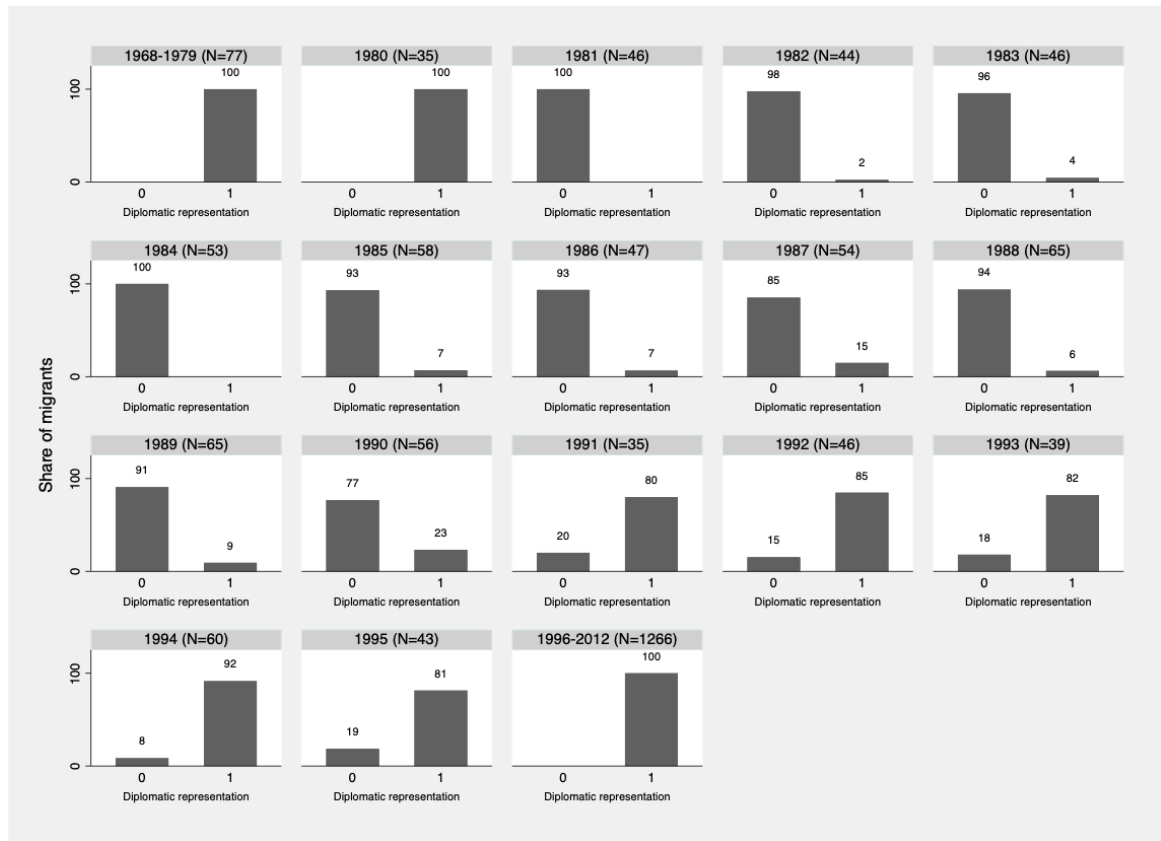 1968-1979 (N=77)
1980 (N=35)
1981 (N=46)
1982 (N=44)
1983 (N=46)
100
100
100
98
2
96
4
100
0
0 1
0 1
0 1
0 1
0 1
Diplomatic representation
Diplomatic representation
Diplomatic representation
Diplomatic representation
Diplomatic representation
1984 (N=53)
1985 (N=58)
1986 (N=47)
1987 (N=54)
1988 (N=65)
100
93
7
93
7
85
15
94
6
100
0
0 1
0 1
0 1
0 1
0 1
Diplomatic representation
Diplomatic representation
Diplomatic representation
Diplomatic representation
Diplomatic representation
Share of migrants
1989 (N=65)
1990 (N=56)
1991 (N=35)
1992 (N=46)
1993 (N=39)
91
9
77
23
20
80
15
85
18
82
100
0
0 1
0 1
0 1
0 1
0 1
Diplomatic representation
Diplomatic representation
Diplomatic representation
Diplomatic representation
Diplomatic representation
1994 (N=60)
1995 (N=43)
1996-2012 (N=1266)
8
92
19
81
100
100
0
0 1
0 1
0 1
Diplomatic representation
Diplomatic representation
Diplomatic representation